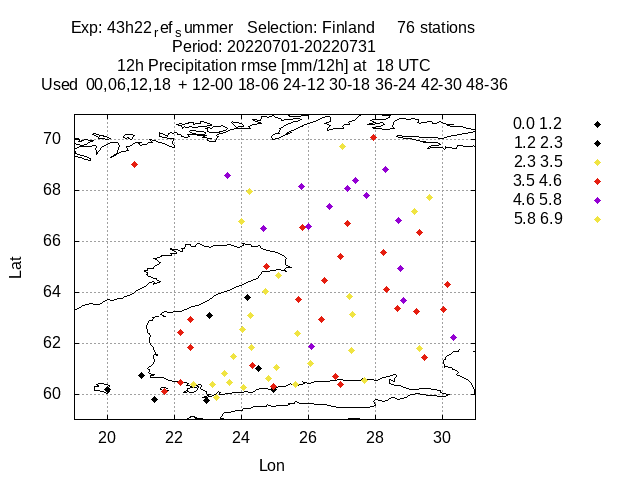 Exp: 43h22ref summer Selection: Finland 76 stations
Period: 20220701-20220731
12h Precipitation rmse [mm/12h] at 18 UTC
Used 00,06,12,18 + 12-00 18-06 24-12 30-18 36-24 42-30 48-36
0.0 1.2
1.2 2.3
2.3 3.5
3.5 4.6
4.6 5.8
5.8 6.9
70
68
66
64
62
60
Lat
20 22 24 26 28 30
Lon